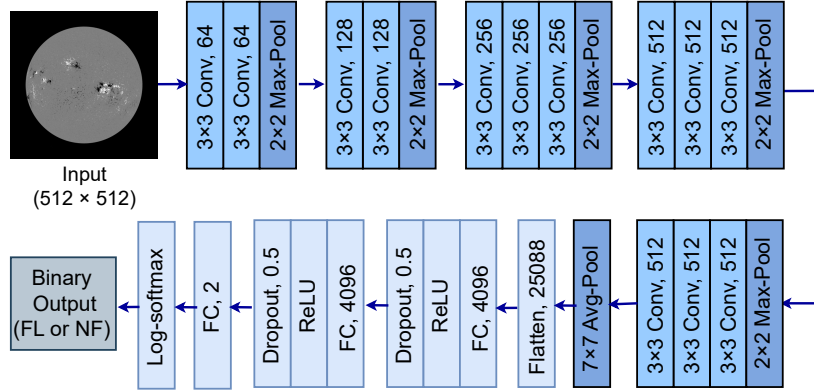 Input
(512 × 512)
3×3 Conv, 64
3×3 Conv, 64
2×2 Max-Pool
3×3 Conv, 128
3×3 Conv, 128
2×2 Max-Pool
3×3 Conv, 256
3×3 Conv, 256
3×3 Conv, 256
2×2 Max-Pool
3×3 Conv, 512
3×3 Conv, 512
3×3 Conv, 512
2×2 Max-Pool
3×3 Conv, 512
3×3 Conv, 512
3×3 Conv, 512
2×2 Max-Pool
7×7 Avg-Pool
Flatten, 25088
FC, 4096
ReLU
Dropout, 0.5
FC, 4096
ReLU
Dropout, 0.5
FC, 2
Log-softmax
Binary
Output
(FL or NF)